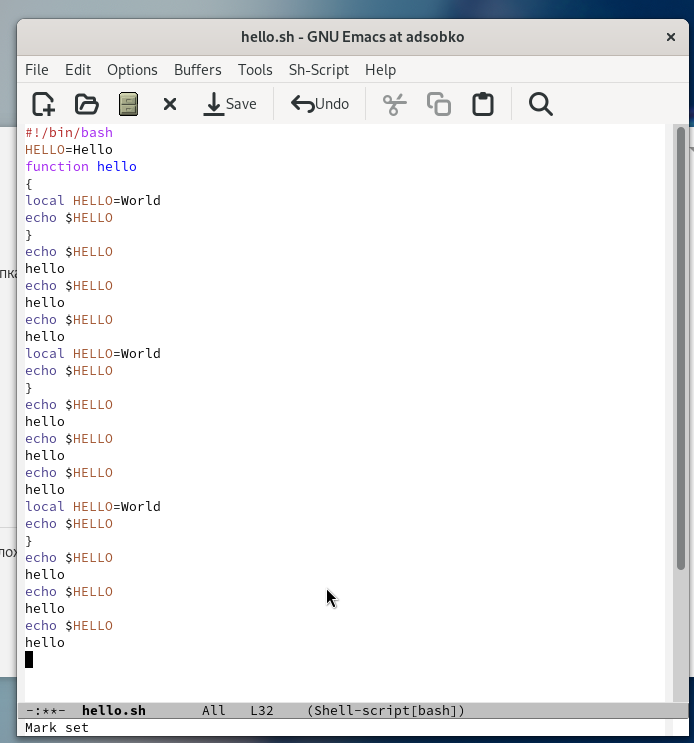 hello.sh - GNU Emacs at adsobko
File Edit Options Buffers Tools Sh-Script Help
Save Undo
#!/bin/bash
HELLO=Hello
function hello
{
local HELLO=World
echo $HELLO
}
echo $HELLO
hello
echo $HELLO
hello
echo $HELLO
hello
local HELLO=World
echo $HELLO
}
echo $HELLO
hello
echo $HELLO
hello
echo $HELLO
hello
local HELLO=World
echo $HELLO
}
echo $HELLO
hello
echo $HELLO
hello
echo $HELLO
hello
-:**- hello.sh All L32 (Shell-script[bash])
Mark set